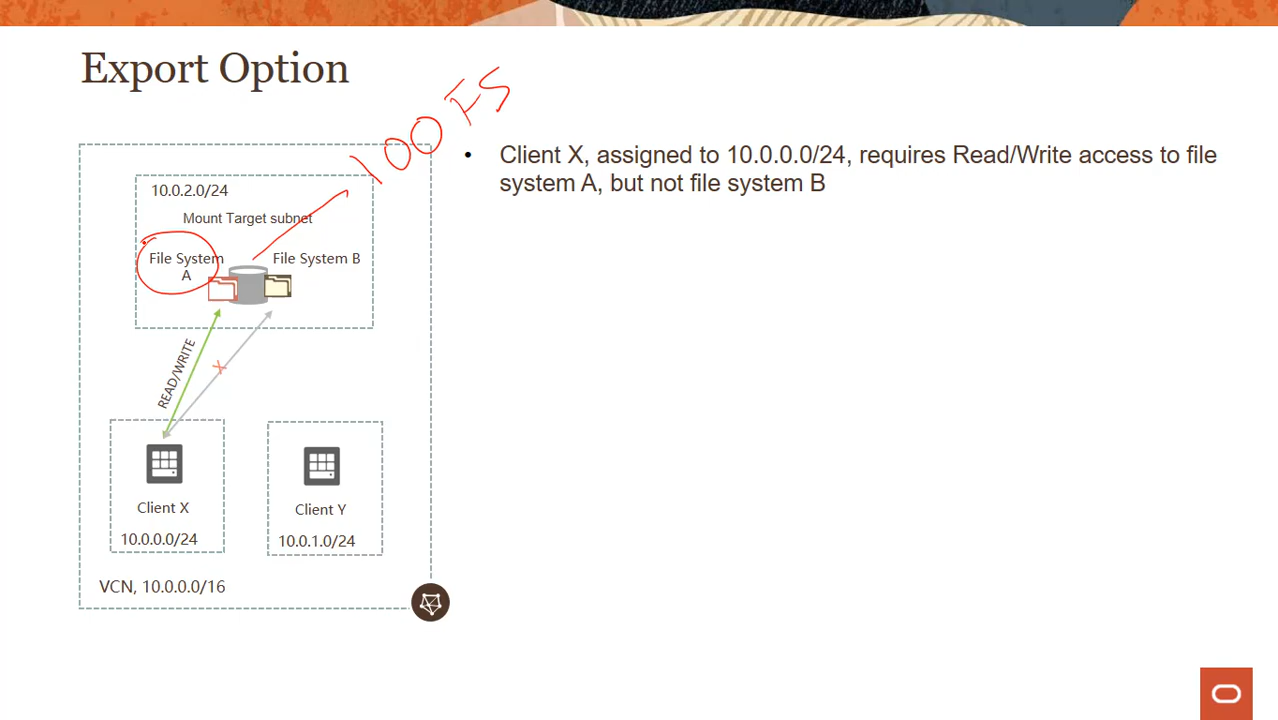 Export Option
100 FS
• Client X, assigned to 10.0.0.0/24, requires Read/Write access to file
system A, but not file system B
10.0.2.0/24
Mount Target subnet
File System
A
File System B
READ/WRITE
X
Client X
10.0.0.0/24
Client Y
10.0.1.0/24
VCN, 10.0.0.0/16